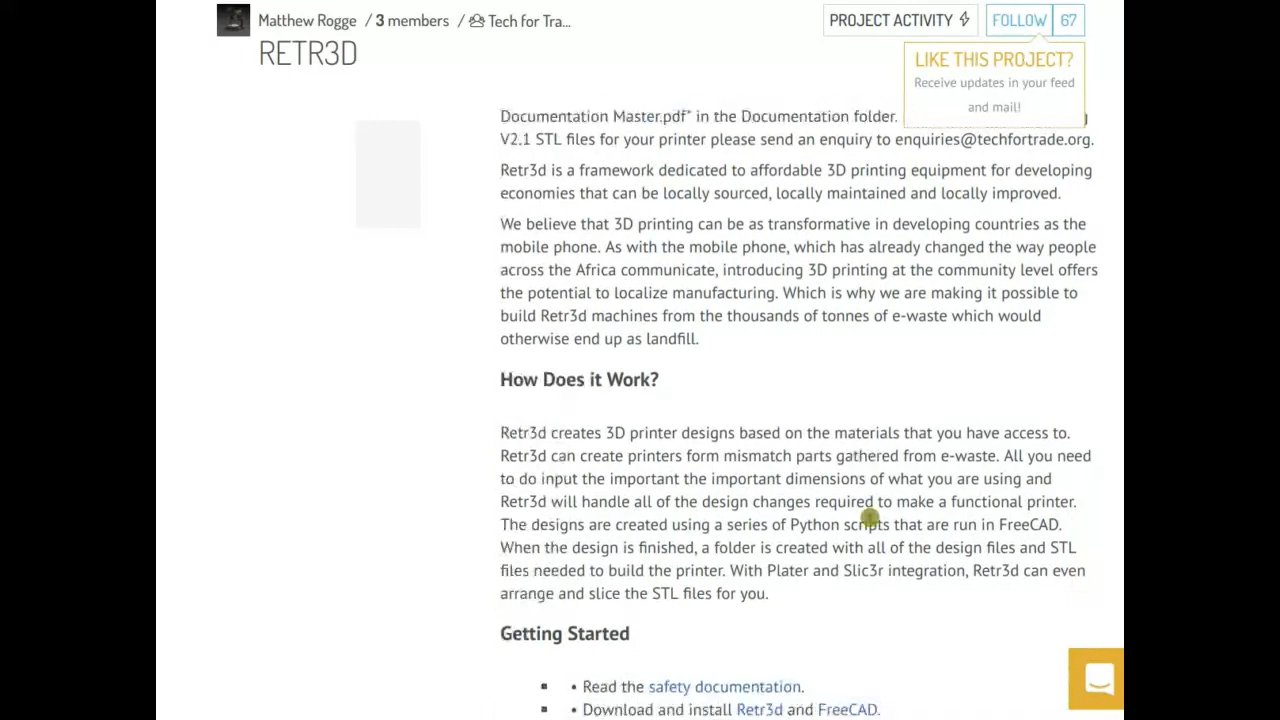 Matthew Rogge / 3 members / Tech for Tra...
PROJECT ACTIVITY
FOLLOW 67
RETR3D
LIKE THIS PROJECT?
Receive updates in your feed
and mail!
Documentation Master.pdf" in the Documentation folder.
V2.1 STL files for your printer please send an enquiry to enquiries@techfortrade.org.
Retr3d is a framework dedicated to affordable 3D printing equipment for developing
economies that can be locally sourced, locally maintained and locally improved.
We believe that 3D printing can be as transformative in developing countries as the
mobile phone. As with the mobile phone, which has already changed the way people
across the Africa communicate, introducing 3D printing at the community level offers
the potential to localize manufacturing. Which is why we are making it possible to
build Retr3d machines from the thousands of tonnes of e-waste which would
otherwise end up as landfill.
How Does it Work?
Retr3d creates 3D printer designs based on the materials that you have access to.
Retr3d can create printers form mismatch parts gathered from e-waste. All you need
to do input the important the important dimensions of what you are using and
Retr3d will handle all of the design changes required to make a functional printer.
The designs are created using a series of Python scripts that are run in FreeCAD.
When the design is finished, a folder is created with all of the design files and STL
files needed to build the printer. With Plater and Slic3r integration, Retr3d can even
arrange and slice the STL files for you.
Getting Started
• Read the safety documentation.
• Download and install Retr3d and FreeCAD.